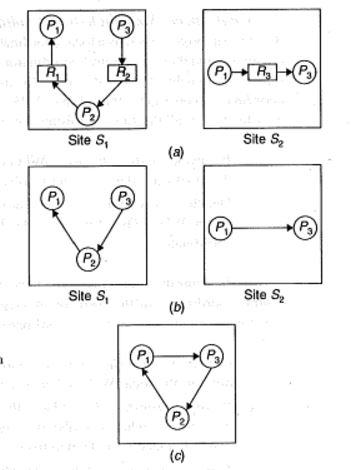 P1 P3
R1 R2
P2
Site S1
P1 R3 P3
Site S2
(a)
P1 P3
P2
Site S1
P1 P3
Site S2
(b)
P1 P3
P2
(c)